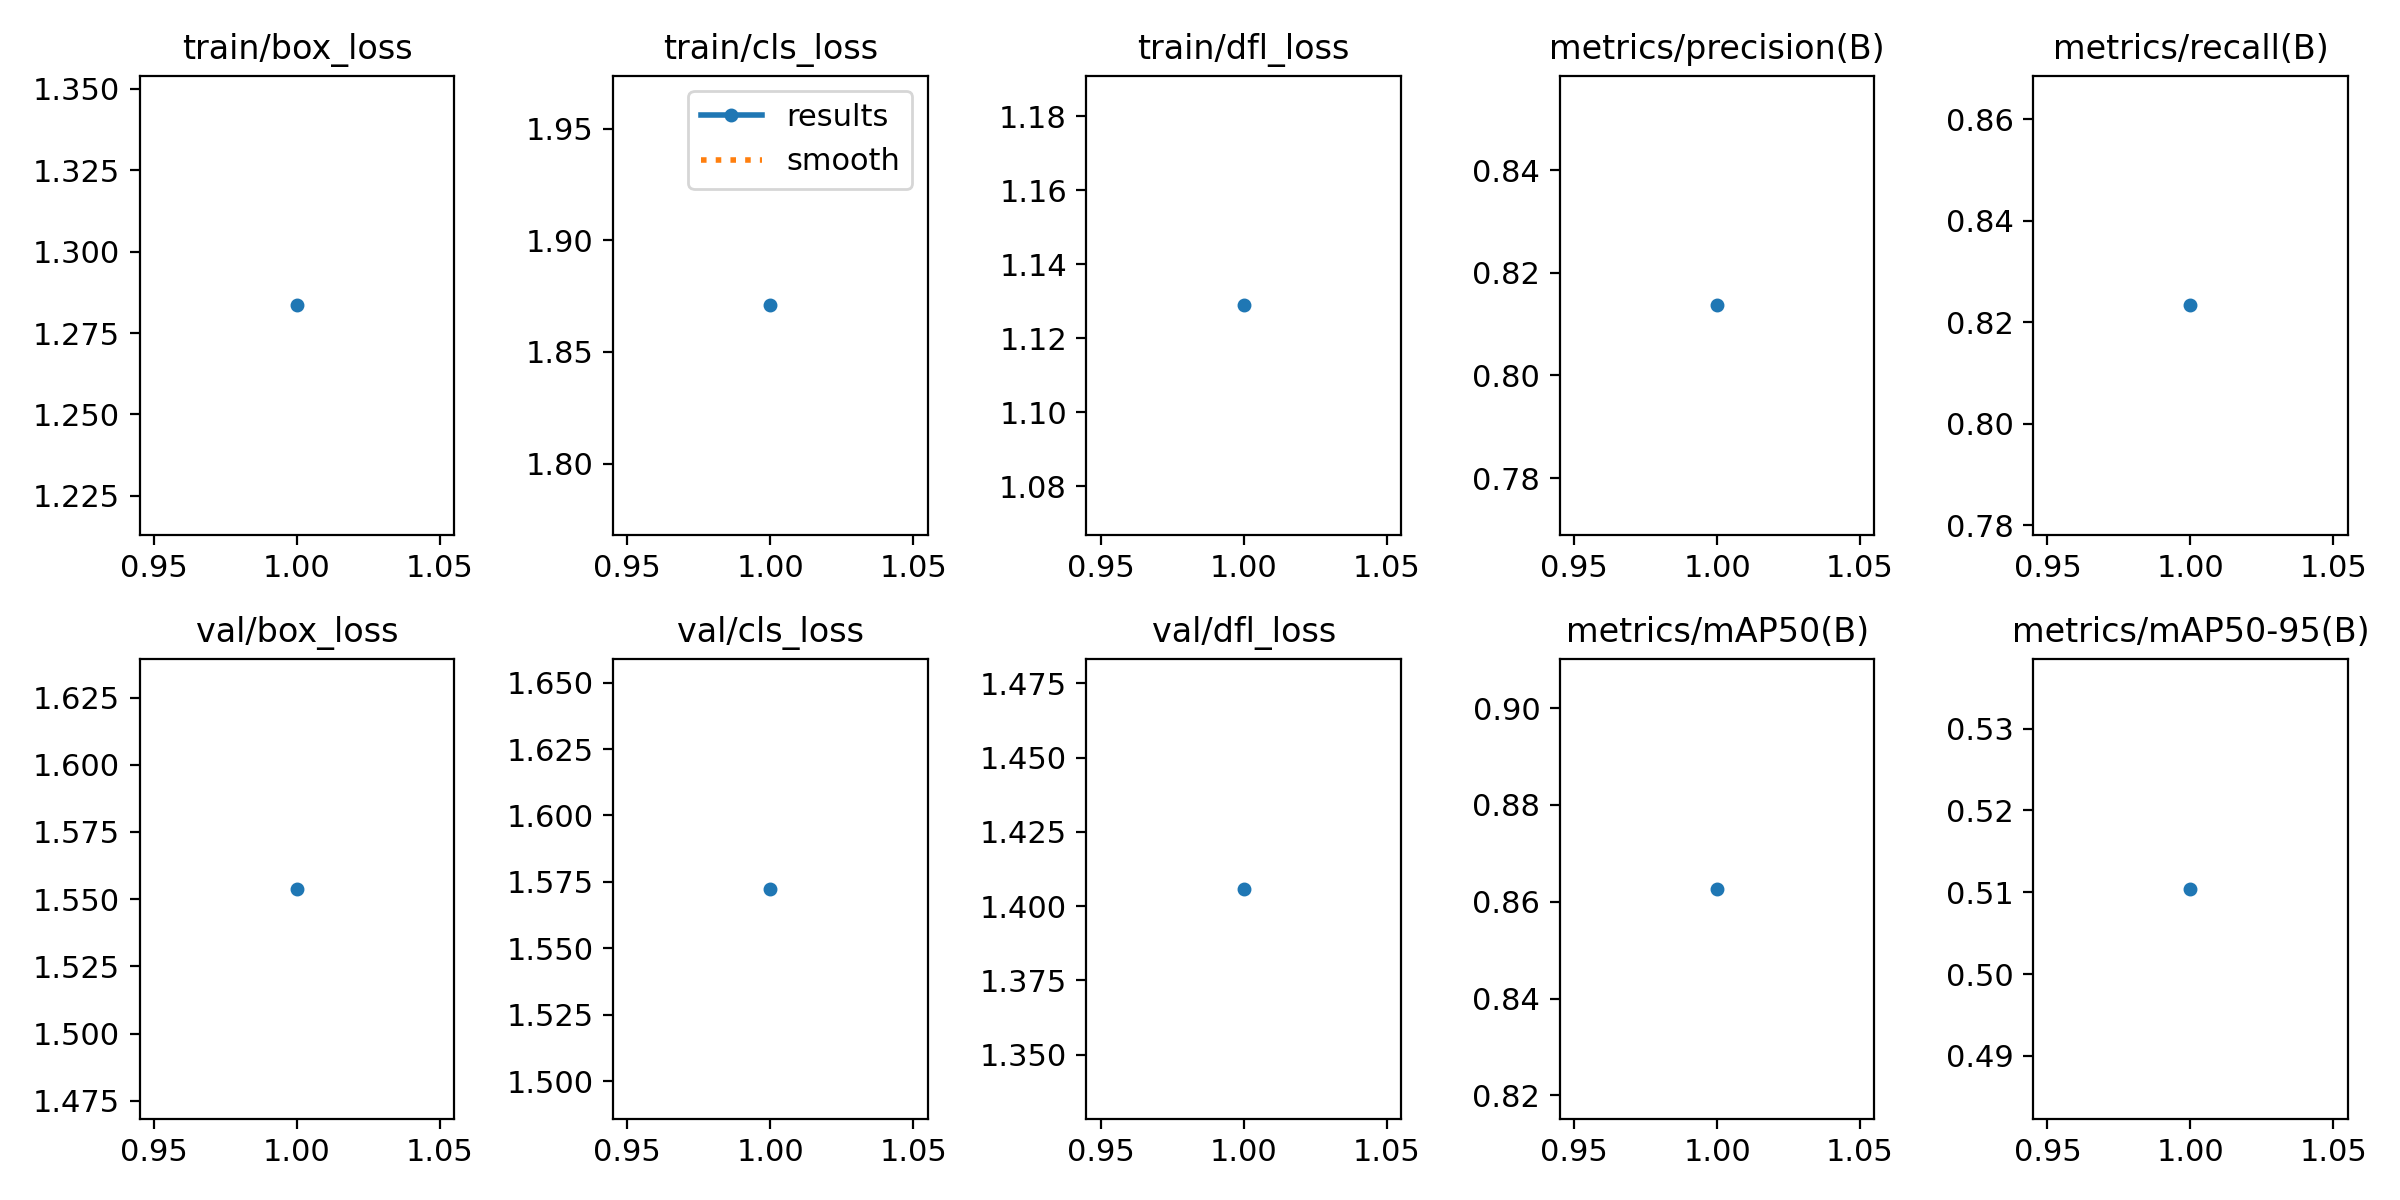 train/box_loss
1.350
1.325
1.300
1.275
1.250
1.225
0.95 1.00 1.05
train/cls_loss
results
smooth
1.95
1.90
1.85
1.80
0.95 1.00 1.05
train/dfl_loss
1.18
1.16
1.14
1.12
1.10
1.08
0.95 1.00 1.05
metrics/precision(B)
0.84
0.82
0.80
0.78
0.95 1.00 1.05
metrics/recall(B)
0.86
0.84
0.82
0.80
0.78
0.95 1.00 1.05
val/box_loss
1.625
1.600
1.575
1.550
1.525
1.500
1.475
0.95 1.00 1.05
val/cls_loss
1.650
1.625
1.600
1.575
1.550
1.525
1.500
0.95 1.00 1.05
val/dfl_loss
1.475
1.450
1.425
1.400
1.375
1.350
0.95 1.00 1.05
metrics/mAP50(B)
0.90
0.88
0.86
0.84
0.82
0.95 1.00 1.05
metrics/mAP50-95(B)
0.53
0.52
0.51
0.50
0.49
0.95 1.00 1.05